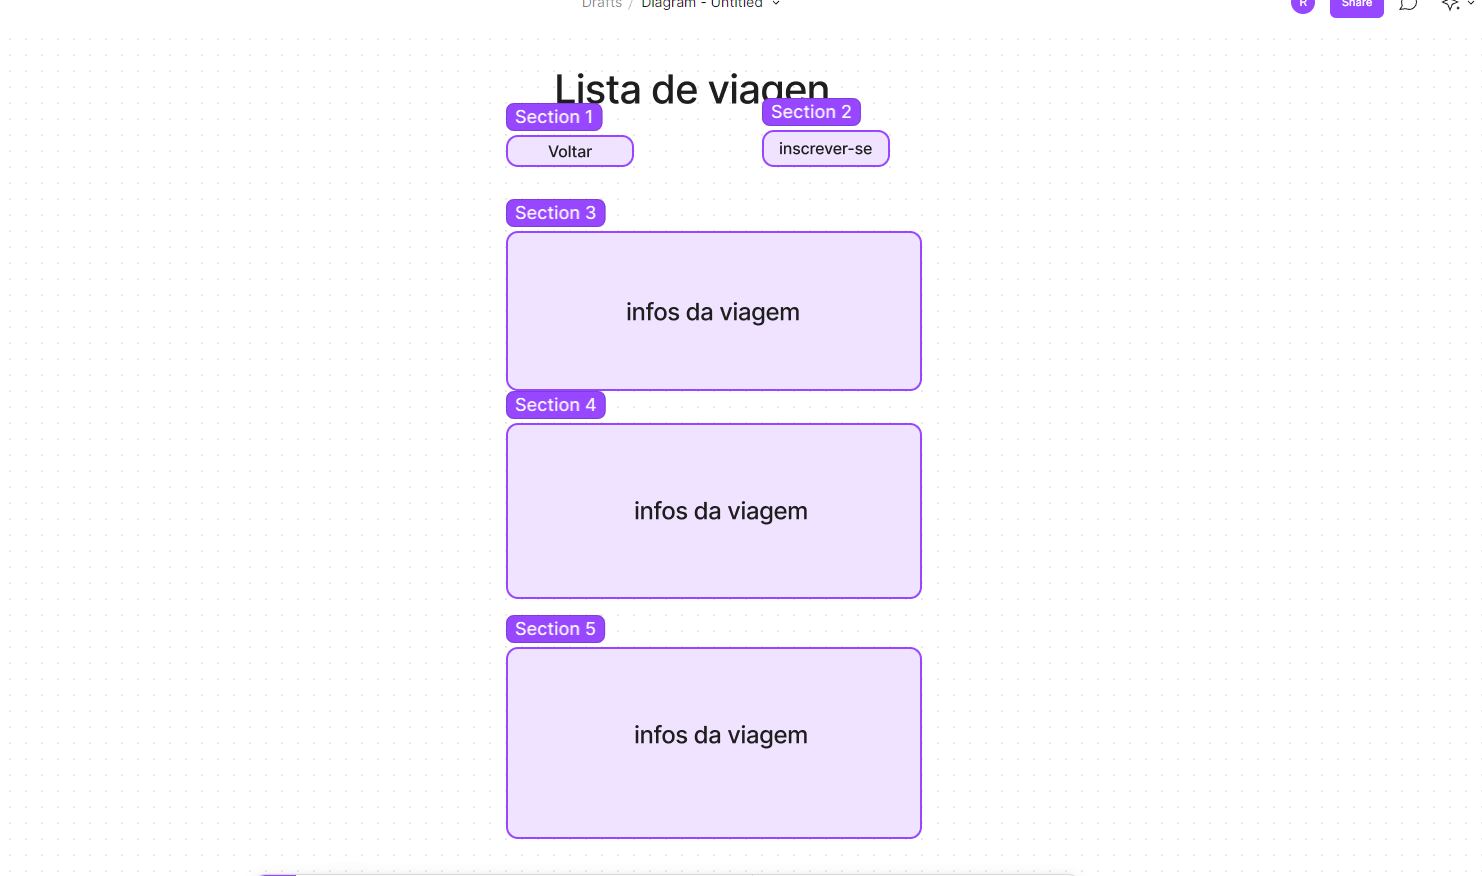 Drafts / Diagram - Untitled
R
Share
Lista de viagen
Section 1
Section 2
Voltar
inscrever-se
Section 3
infos da viagem
Section 4
infos da viagem
Section 5
infos da viagem